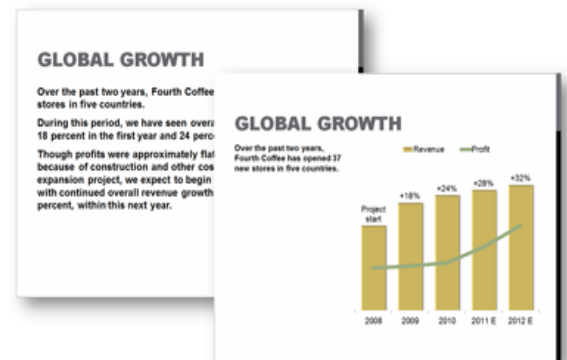 GLOBAL GROWTH
Over the past two years, Fourth Coffee
stores in five countries.
During this period, we have seen overa
18 percent in the first year and 24 perc
Though profits were approximately flat
because of construction and other cos
expansion project, we expect to begin
with continued overall revenue growth
percent, within this next year.
GLOBAL GROWTH
Over the past two years,
Fourth Coffee has opened 37
new stores in five countries.
Revenue Profit
Project
start
+18%
+24%
+28%
+32%
2008 2009 2010 2011 E 2012 E